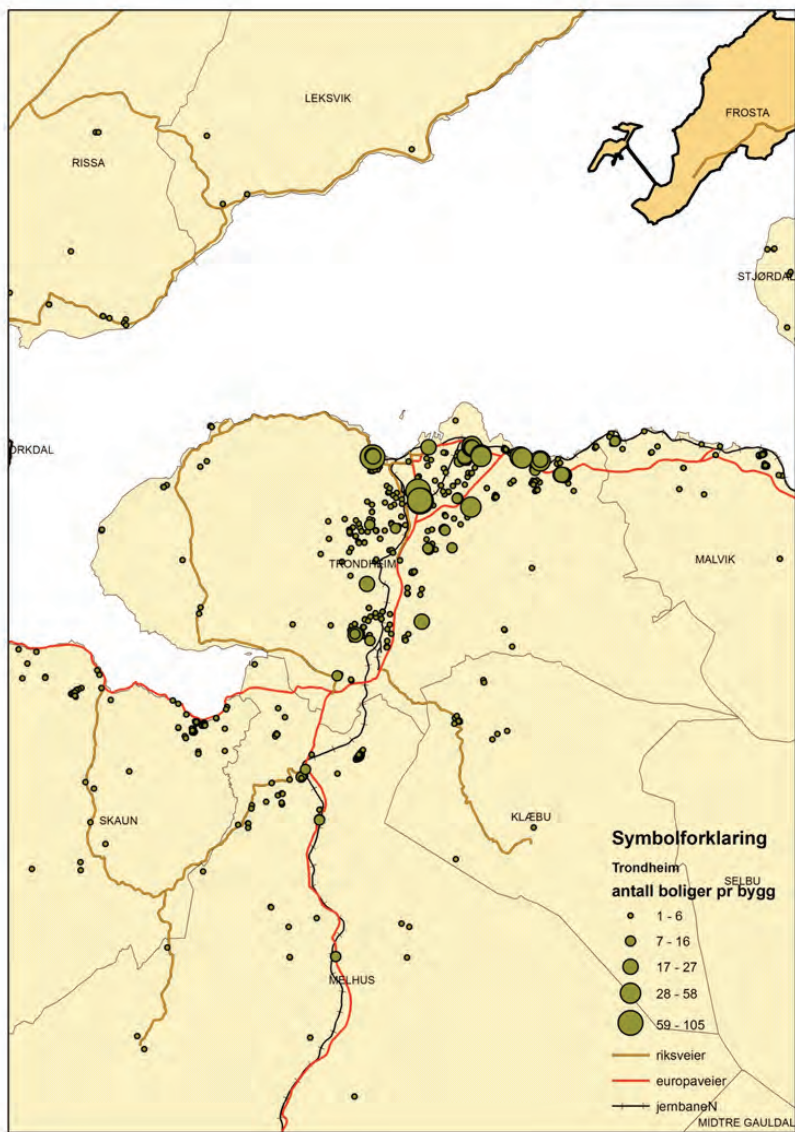 LEKSVIK
FROSTA
RISSA
STJØRDAL
ORKDAL
TRONDHEIM
MALVIK
SKAUN
KLÆBU
SELBU
MELHUS
MIDTRE GAULDAL
Symbolforklaring
Trondheim
antall boliger pr bygg
1 - 6
7 - 16
17 - 27
28 - 58
59 - 105
riksveier
europaveier
jernbaneN